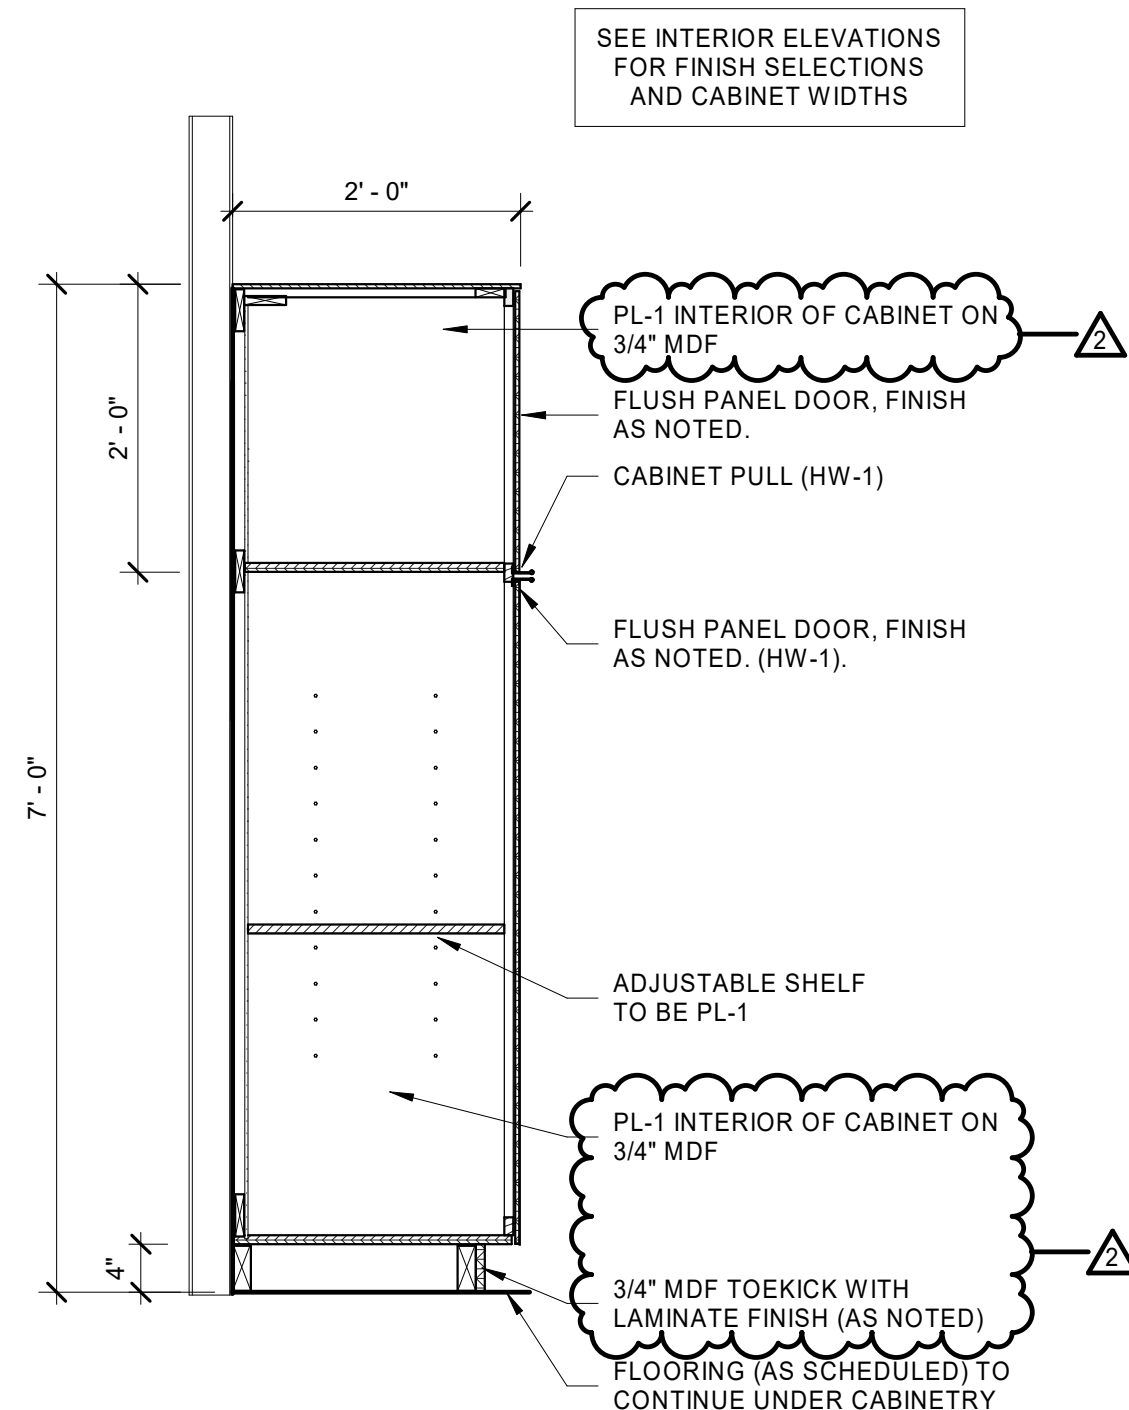 SEE INTERIOR ELEVATIONS
FOR FINISH SELECTIONS
AND CABINET WIDTHS
2' - 0"
PL-1 INTERIOR OF CABINET ON
3/4" MDF
2
FLUSH PANEL DOOR, FINISH
AS NOTED.
2' - 0"
CABINET PULL (HW-1)
FLUSH PANEL DOOR, FINISH
AS NOTED. (HW-1).
7' - 0"
ADJUSTABLE SHELF
TO BE PL-1
PL-1 INTERIOR OF CABINET ON
3/4" MDF
2
4"
3/4" MDF TOEKICK WITH
LAMINATE FINISH (AS NOTED)
FLOORING (AS SCHEDULED) TO
CONTINUE UNDER CABINETRY